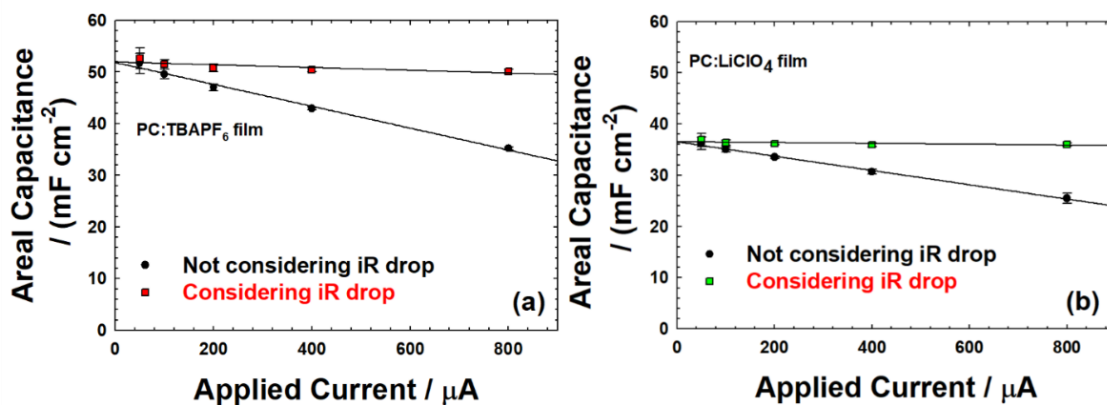 60
50
40
30
20
10
0
Areal Capacitance
/ (mF cm-2)
PC:TBAPF6 film
Not considering iR drop
Considering iR drop
(a)
0 200 400 600 800
Applied Current / μA
60
50
40
30
20
10
0
Areal Capacitance
/ (mF cm-2)
PC:LiClO4 film
Not considering iR drop
Considering iR drop
(b)
0 200 400 600 800
Applied Current / μA